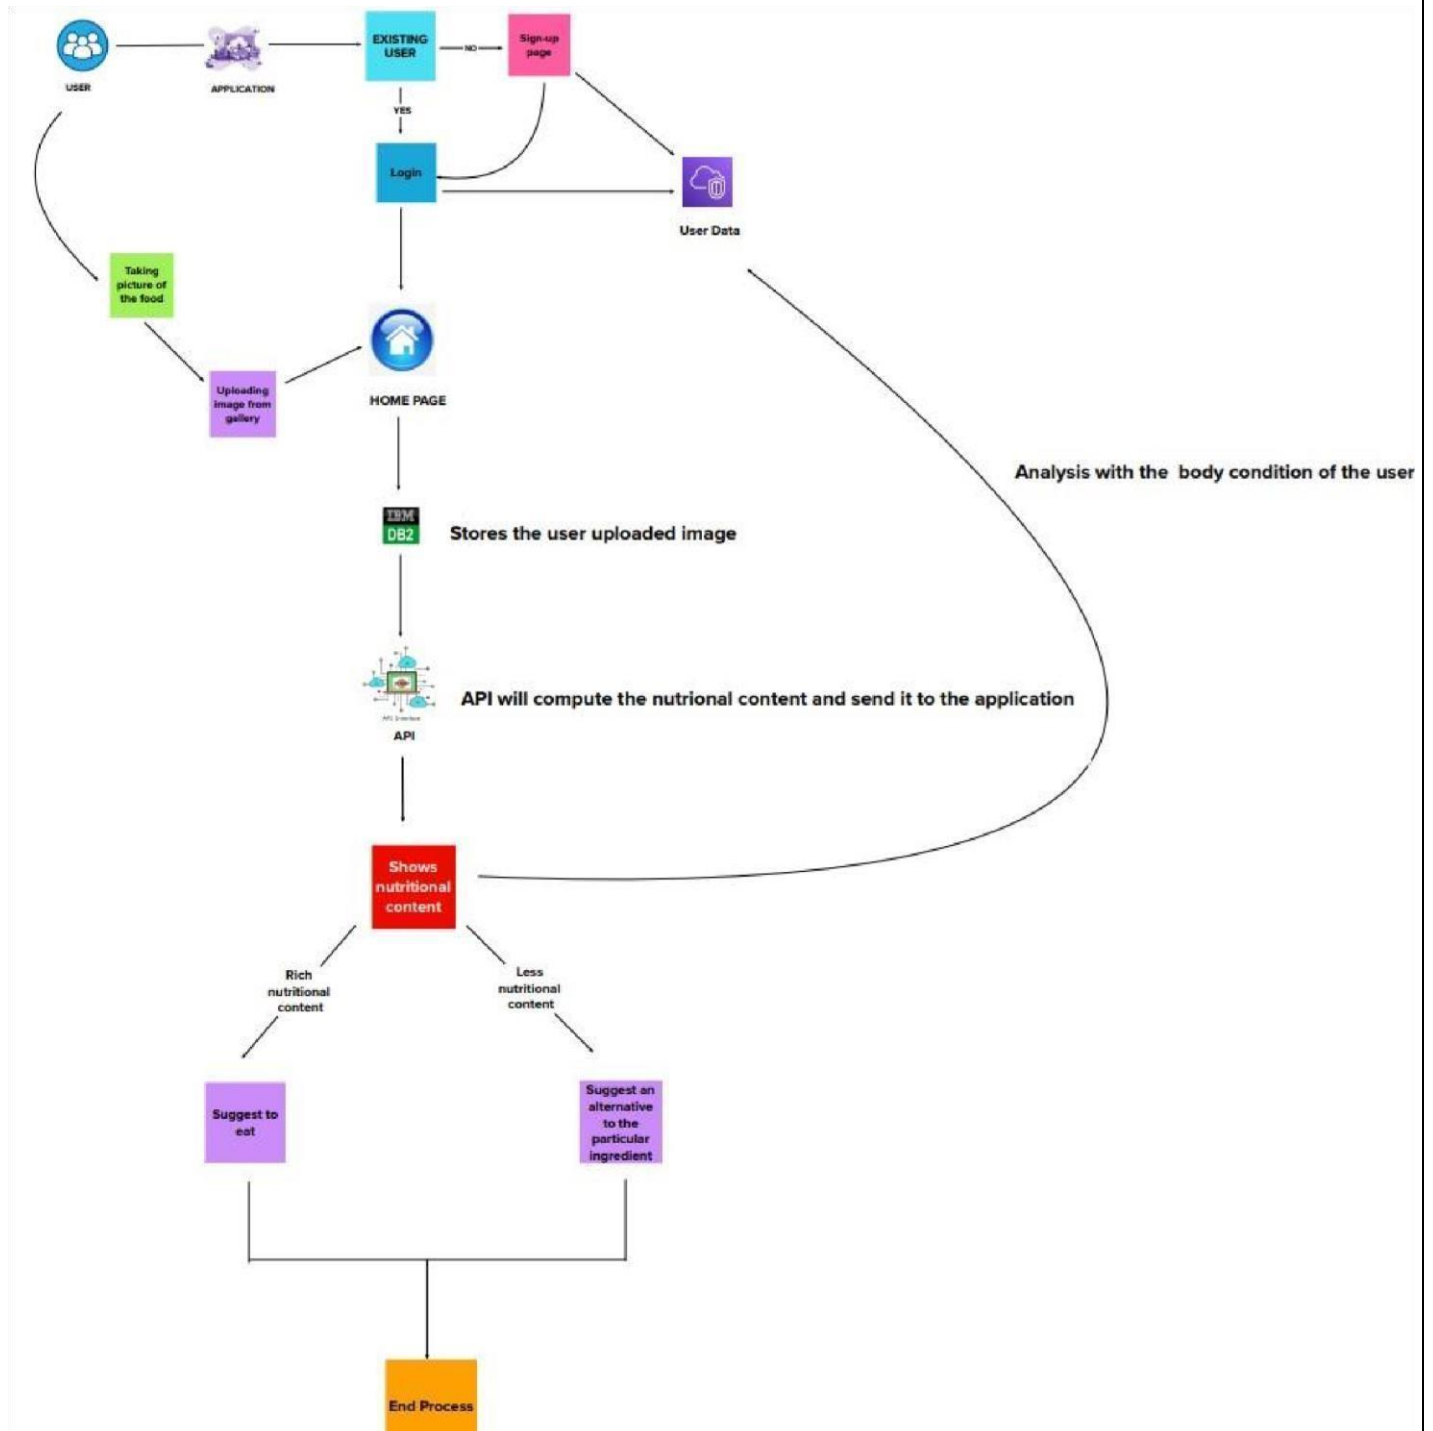 EXISTING
USER
NO
Sign-up
page
USER
APPLICATION
YES
Login
User Data
Taking
picture of
the food
Uploading
image from
gallery
HOME PAGE
Analysis with the body condition of the user
IBM
DB2
Stores the user uploaded image
API will compute the nutrional content and send it to the application
API
Shows
nutritional
content
Rich
nutritional
content
Less
nutritional
content
Suggest to
eat
Suggest an
alternative
to the
particular
ingredient
End Process